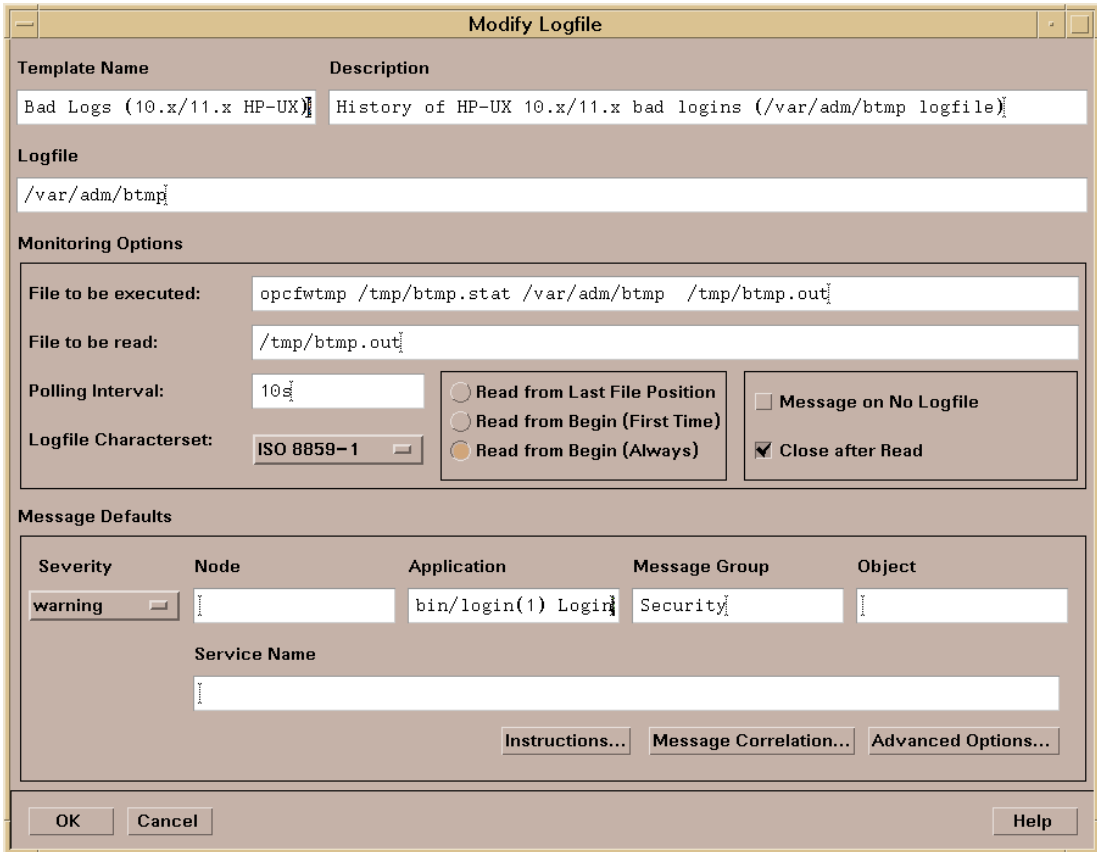 Modify Logfile
Template Name Description
Bad Logs (10.x/11.x HP-UX) History of HP-UX 10.x/11.x bad logins (/var/adm/btmp logfile)
Logfile
/var/adm/btmp
Monitoring Options
File to be executed: opcfwtmp /tmp/btmp.stat /var/adm/btmp /tmp/btmp.out
File to be read: /tmp/btmp.out
Polling Interval: 10s Read from Last File Position Message on No Logfile
Read from Begin (First Time)
Logfile Characterset: ISO 8859-1 Read from Begin (Always) Close after Read
Message Defaults
Severity Node Application Message Group Object
warning bin/login(1) Login Security
Service Name
Instructions... Message Correlation... Advanced Options...
OK Cancel Help